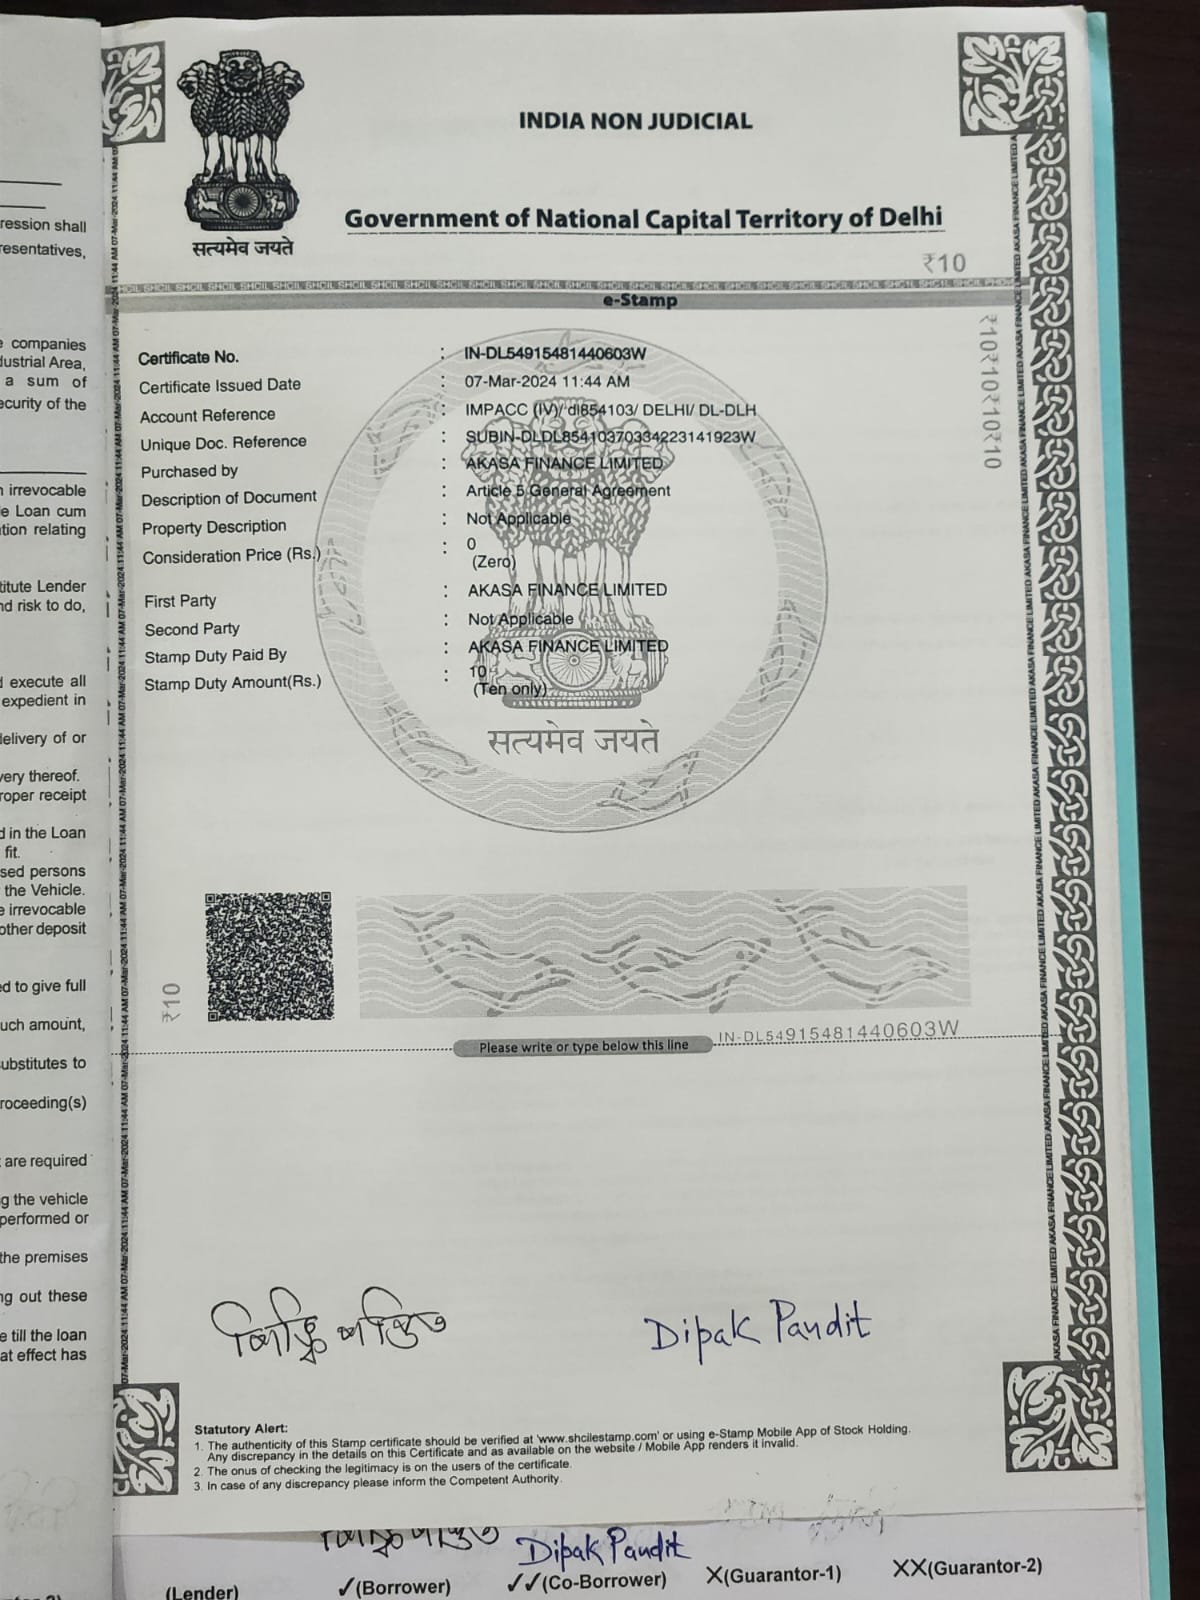 ression shall
resentatives,
e companies
dustrial Area,
a sum of
ecurity of the
n irrevocable
e Loan cum
tion relating
titute Lender
nd risk to do,
d execute all
expedient in
delivery of or
very thereof.
roper receipt
d in the Loan
fit.
sed persons
the Vehicle.
e irrevocable
other deposit
ed to give full
uch amount,
ubstitutes to
roceeding(s)
are required
g the vehicle
performed or
the premises
ng out these
e till the loan
at effect has
INDIA NON JUDICIAL
सत्यमेव जयते
Government of National Capital Territory of Delhi
₹10
e-Stamp
Certificate No. : IN-DL54915481440603W
Certificate Issued Date : 07-Mar-2024 11:44 AM
Account Reference : IMPACC (IV)/ dl854103/ DELHI/ DL-DLH
Unique Doc. Reference : SUBIN-DLDL85410370334223141923W
Purchased by : AKASA FINANCE LIMITED
Description of Document : Article 5 General Agreement
Property Description : Not Applicable
Consideration Price (Rs.) : 0
(Zero)
First Party : AKASA FINANCE LIMITED
Second Party : Not Applicable
Stamp Duty Paid By : AKASA FINANCE LIMITED
Stamp Duty Amount(Rs.) : 10
(Ten only)
सत्यमेव जयते
₹10₹10₹10₹10
₹10
IN-DL54915481440603W
Please write or type below this line
Dipak Pandit
Statutory Alert:
1. The authenticity of this Stamp certificate should be verified at 'www.shcilestamp.com' or using e-Stamp Mobile App of Stock Holding.
Any discrepancy in the details on this Certificate and as available on the website / Mobile App renders it invalid.
2. The onus of checking the legitimacy is on the users of the certificate.
3. In case of any discrepancy please inform the Competent Authority.
Dipak Pandit
(Lender) ✓(Borrower) ✓✓(Co-Borrower) X(Guarantor-1) XX(Guarantor-2)